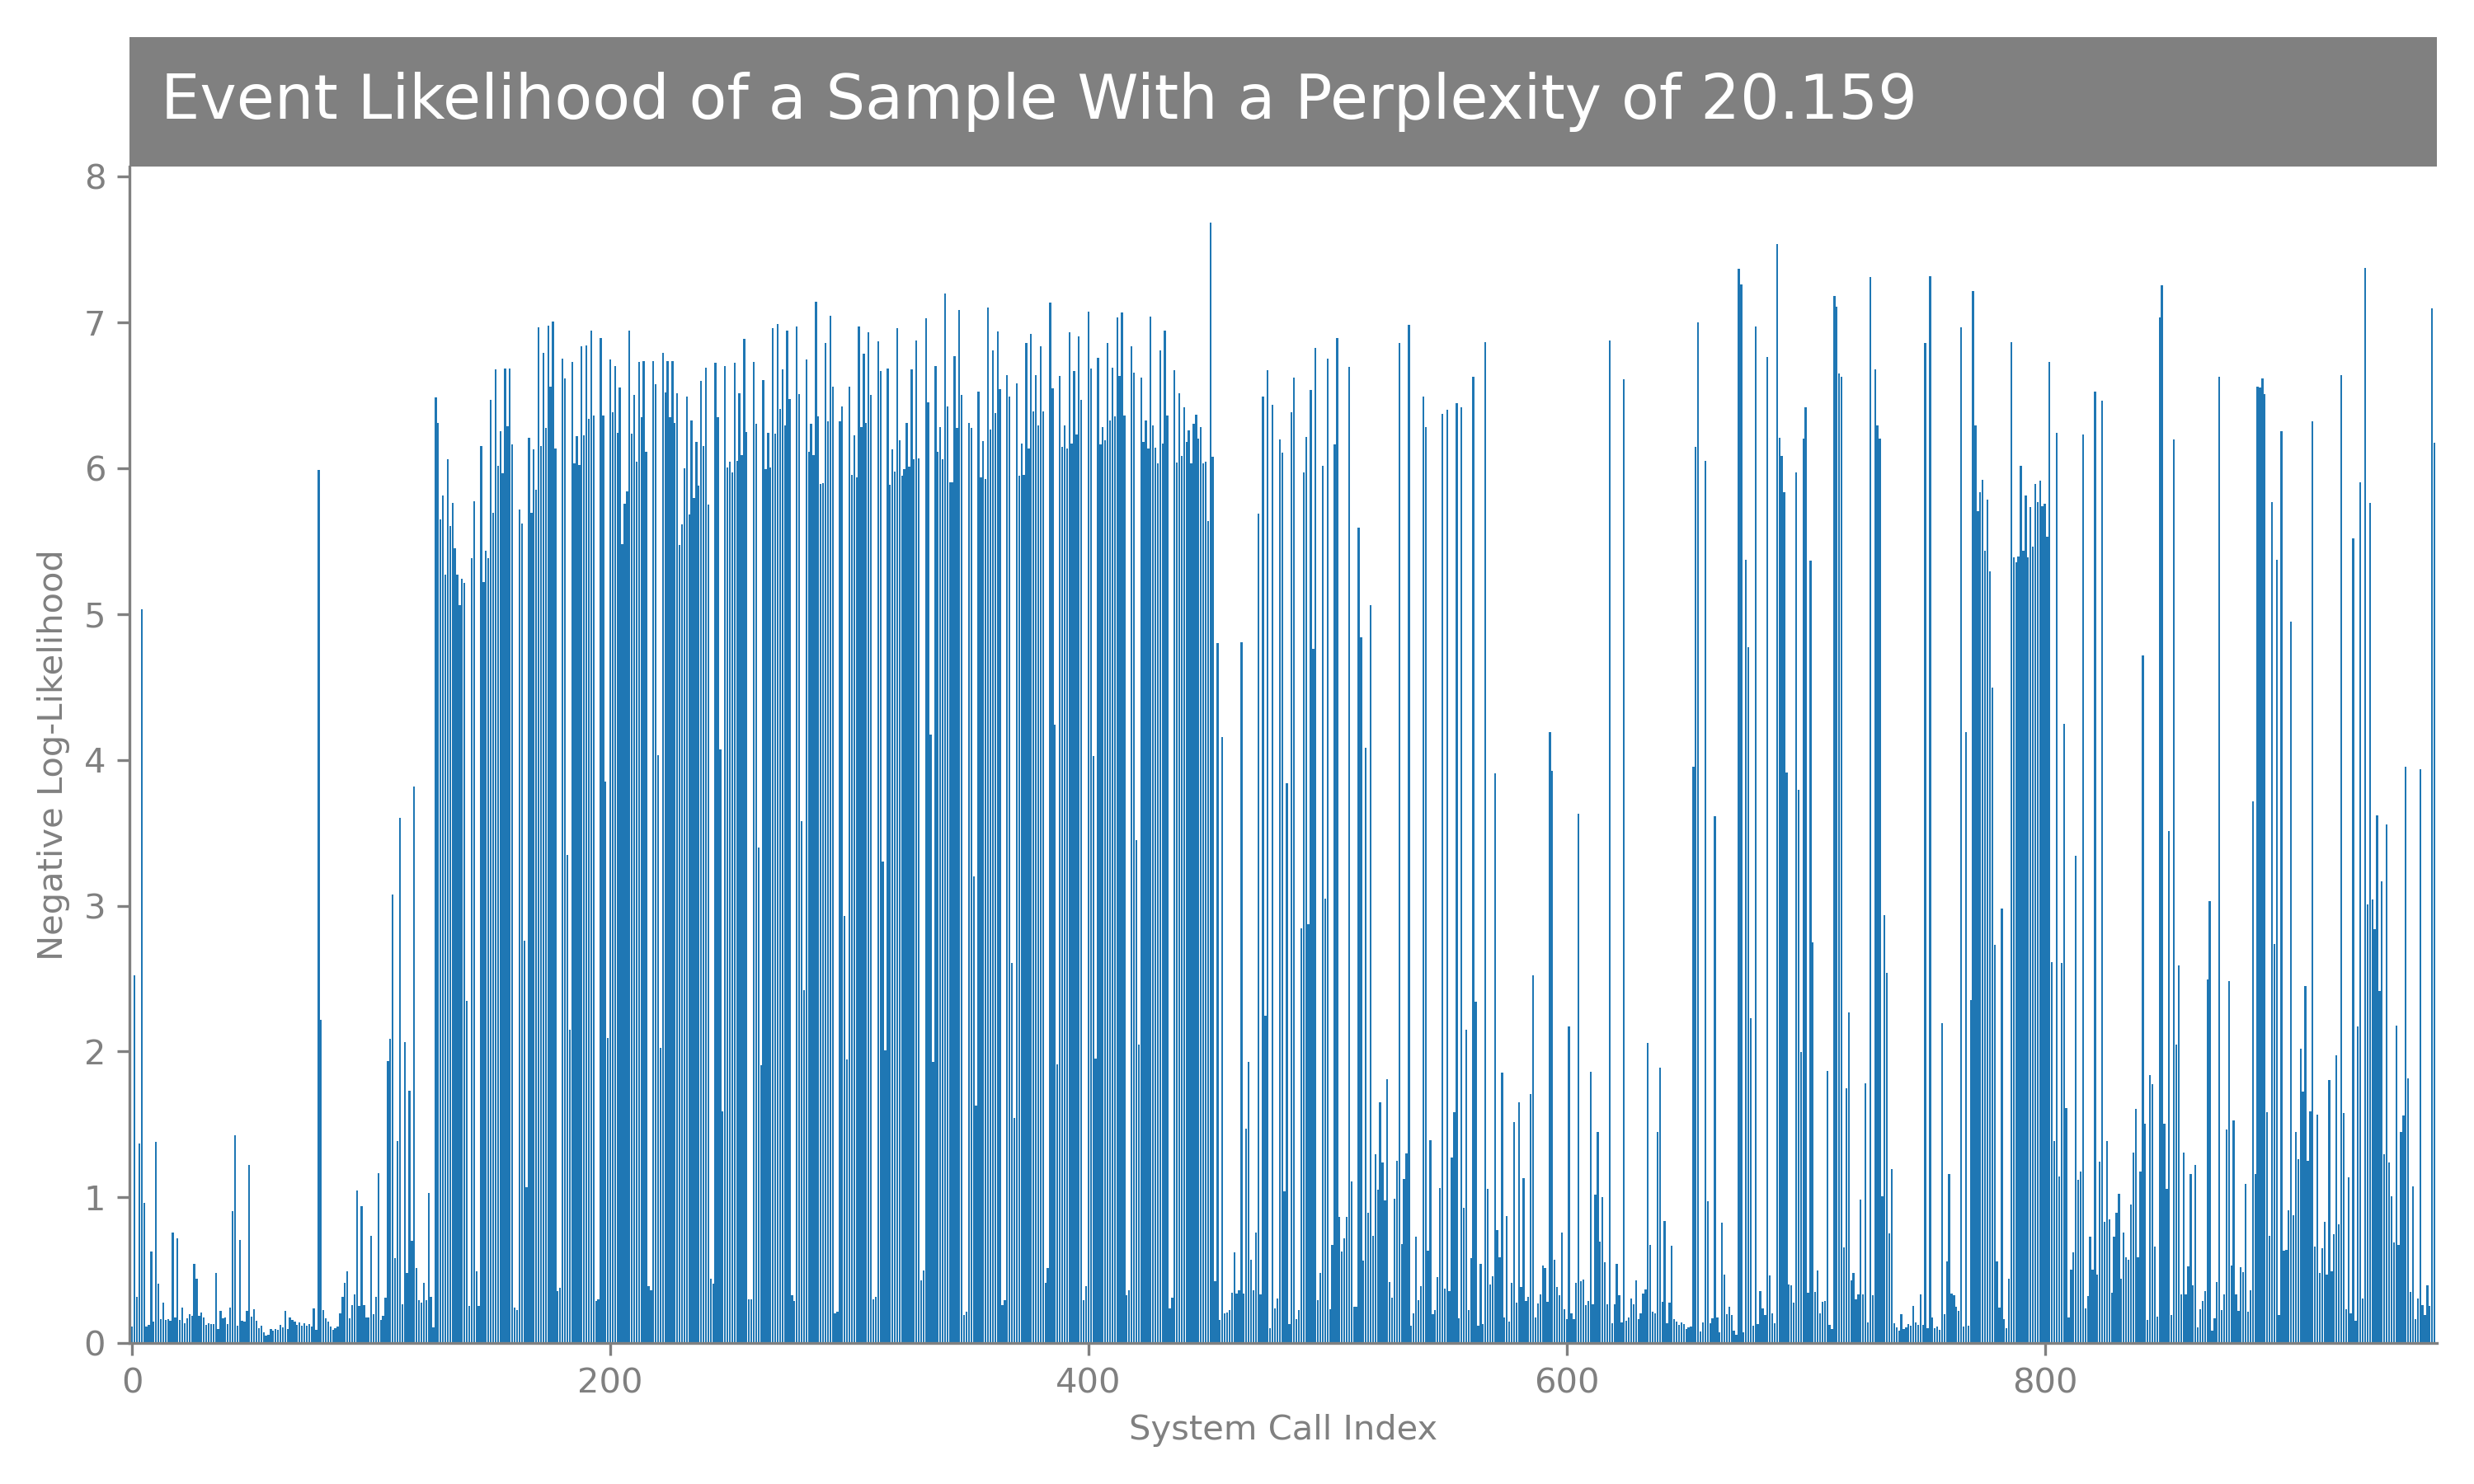 Event Likelihood of a Sample With a Perplexity of 20.159
8
7
6
5
4
3
2
1
0
Negative Log-Likelihood
0 200 400 600 800
System Call Index